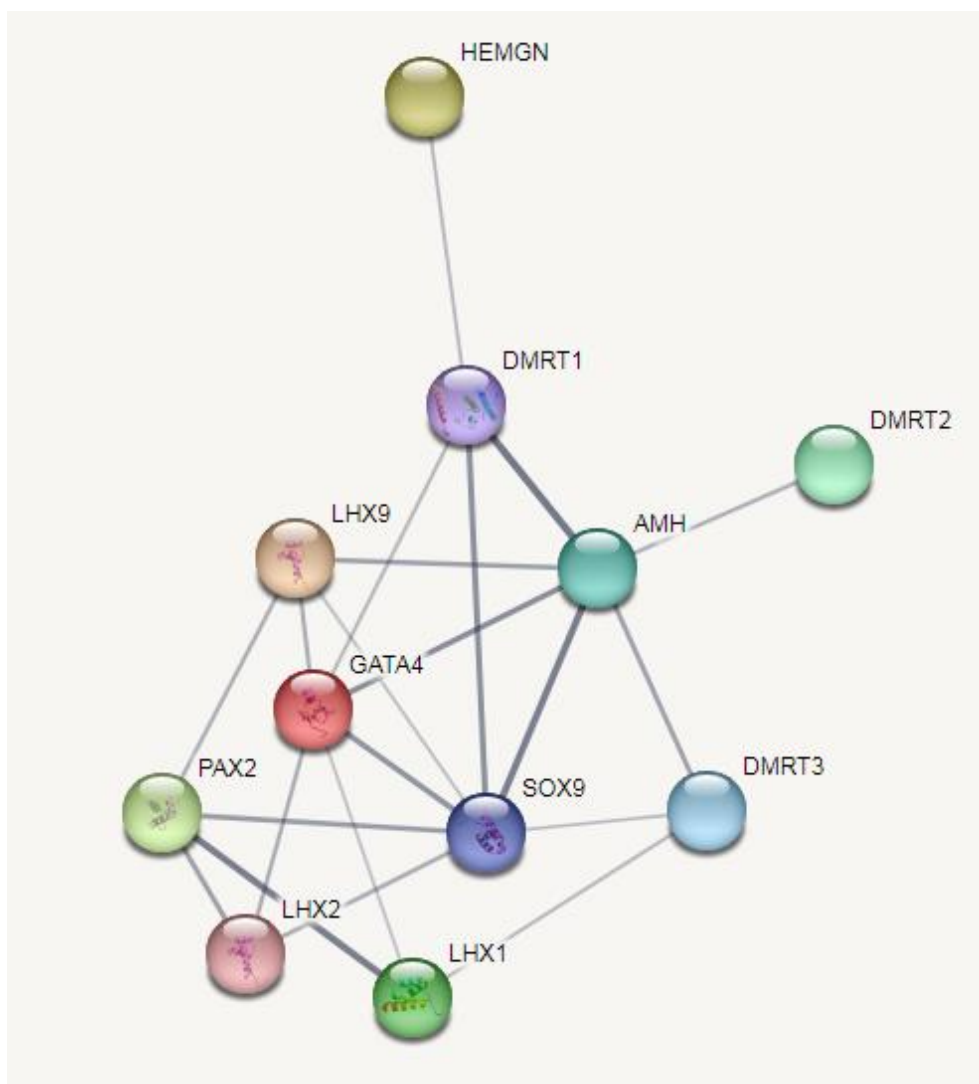 HEMGN
DMRT1
DMRT2
LHX9
AMH
GATA4
PAX2
SOX9
DMRT3
LHX2
LHX1